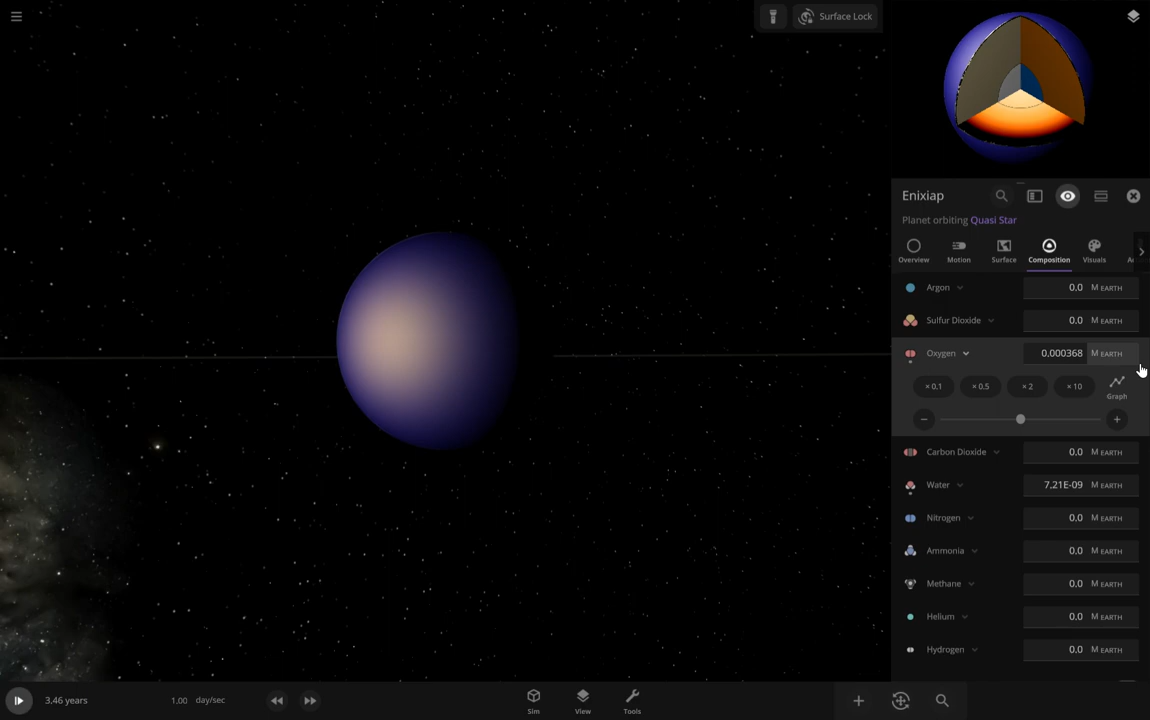 Surface Lock
Enixiap
Planet orbiting Quasi Star
Overview Motion Surface Composition Visuals
Argon 0.0 M EARTH
Sulfur Dioxide 0.0 M EARTH
Oxygen 0,000368 M EARTH
× 0,1 × 0.5 × 2 × 10 Graph
Carbon Dioxide 0.0 M EARTH
Water 7,21E-09 M EARTH
Nitrogen 0.0 M EARTH
Ammonia 0.0 M EARTH
Methane 0.0 M EARTH
Helium 0.0 M EARTH
Hydrogen 0.0 M EARTH
3.46 years 1.00 day/sec Sim View Tools